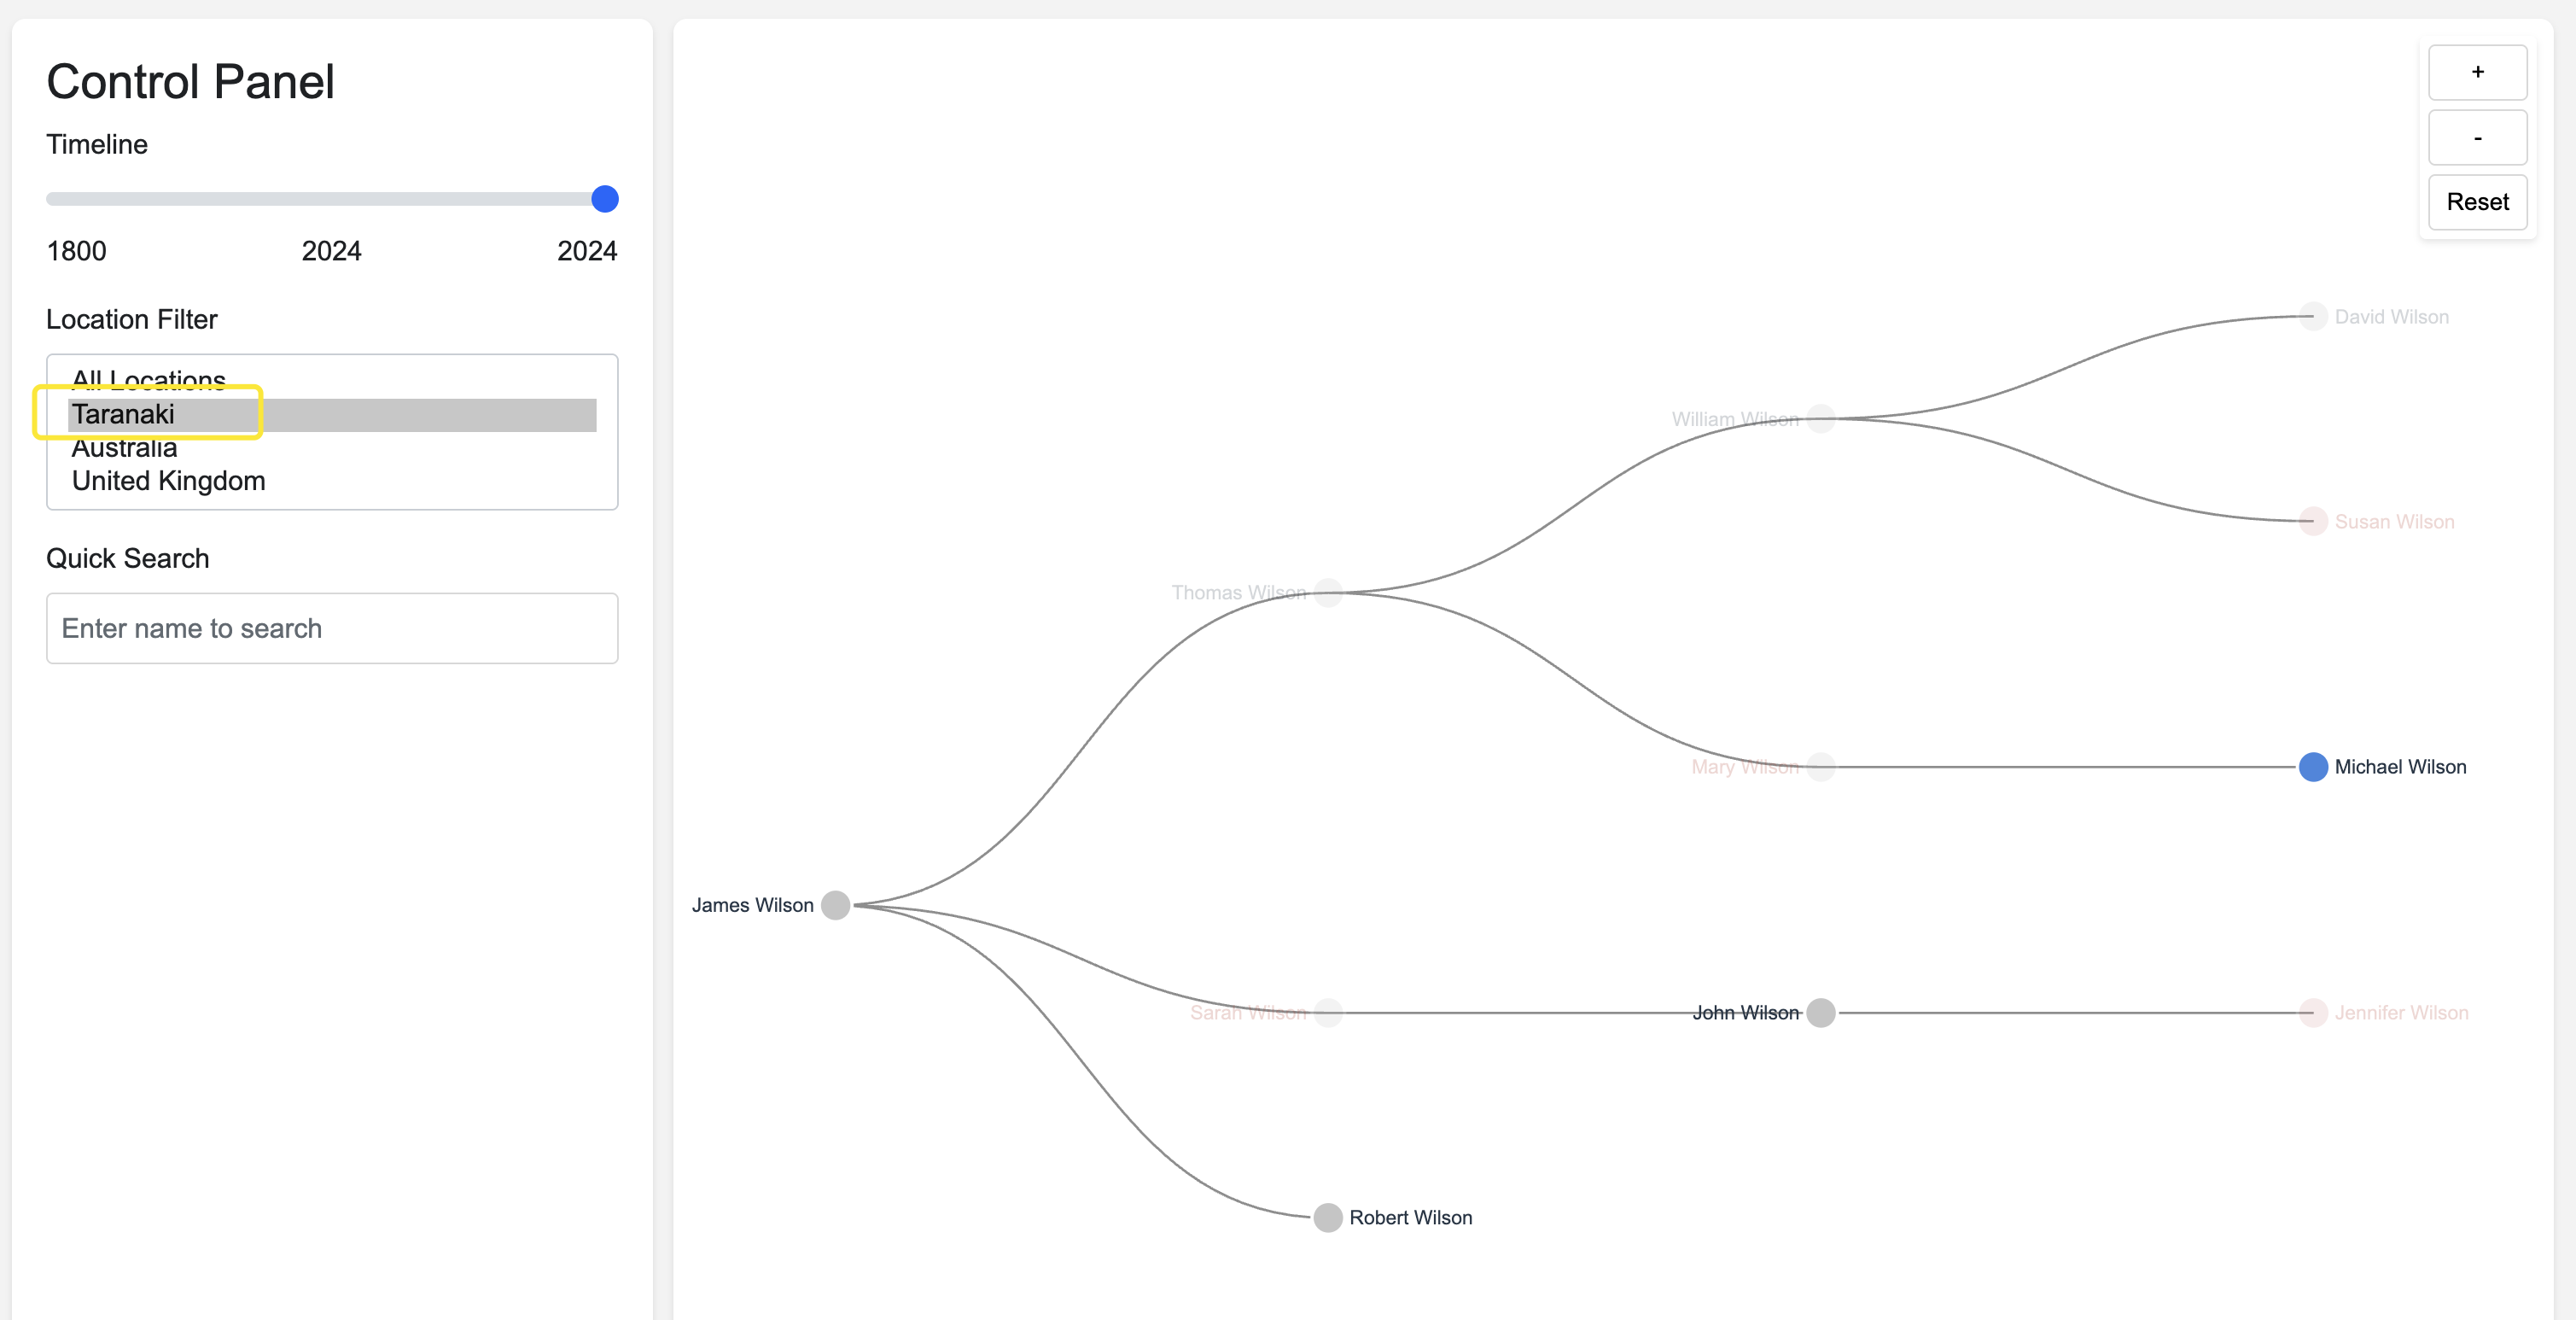 Control Panel
Timeline
1800 2024 2024
Location Filter
All Locations
Taranaki
Australia
United Kingdom
Quick Search
Enter name to search
+
-
Reset
David Wilson
William Wilson
Susan Wilson
Thomas Wilson
Mary Wilson
Michael Wilson
James Wilson
Sarah Wilson
John Wilson
Jennifer Wilson
Robert Wilson